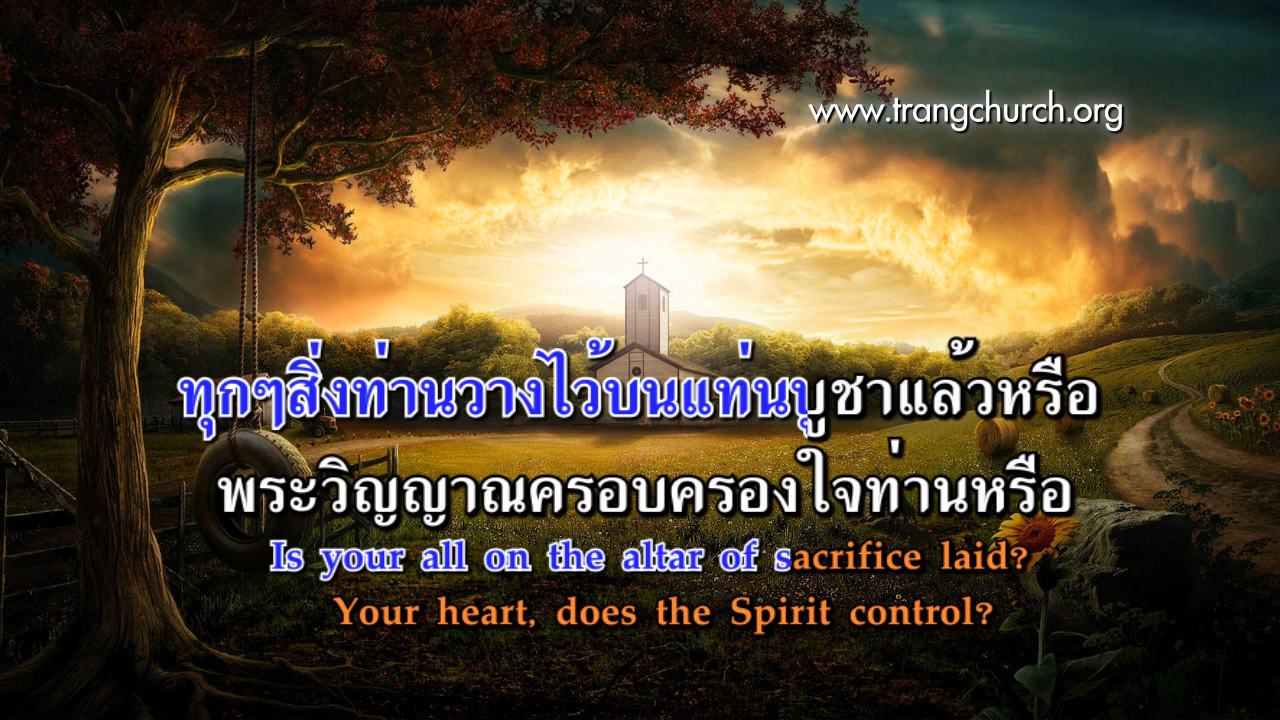 www.trangchurch.org
ทุกๆสิ่งท่านวางไว้บนแท่นบูชาแล้วหรือ
พระวิญญาณครอบครองใจท่านหรือ
Is your all on the altar of sacrifice laid?
Your heart, does the Spirit control?